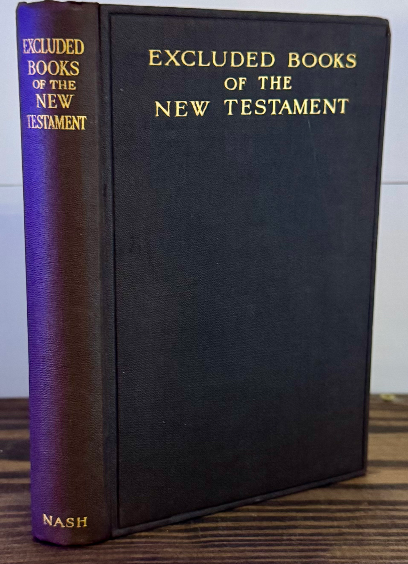 EXCLUDED
BOOKS
OF THE
NEW
TESTAMENT
NASH
EXCLUDED BOOKS
OF THE
NEW TESTAMENT